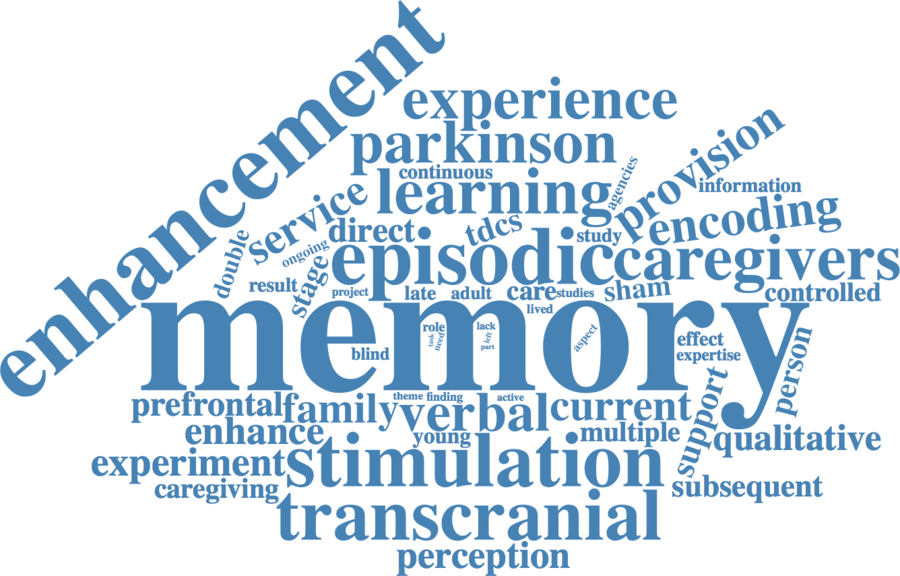 enhancement
experience
parkinson
continuous
learning
agencies
provision
information
service
double
ongoing
direct
tdcs
study
encoding
stage
episodic
caregivers
result
project
late
adult
care
studies
sham
controlled
lived
memory
blind
role
task
need
lack
left
part
aspect
effect
expertise
person
prefrontal
family
theme
finding
verbal
active
current
enhance
young
multiple
support
qualitative
experiment
stimulation
caregiving
subsequent
transcranial
perception